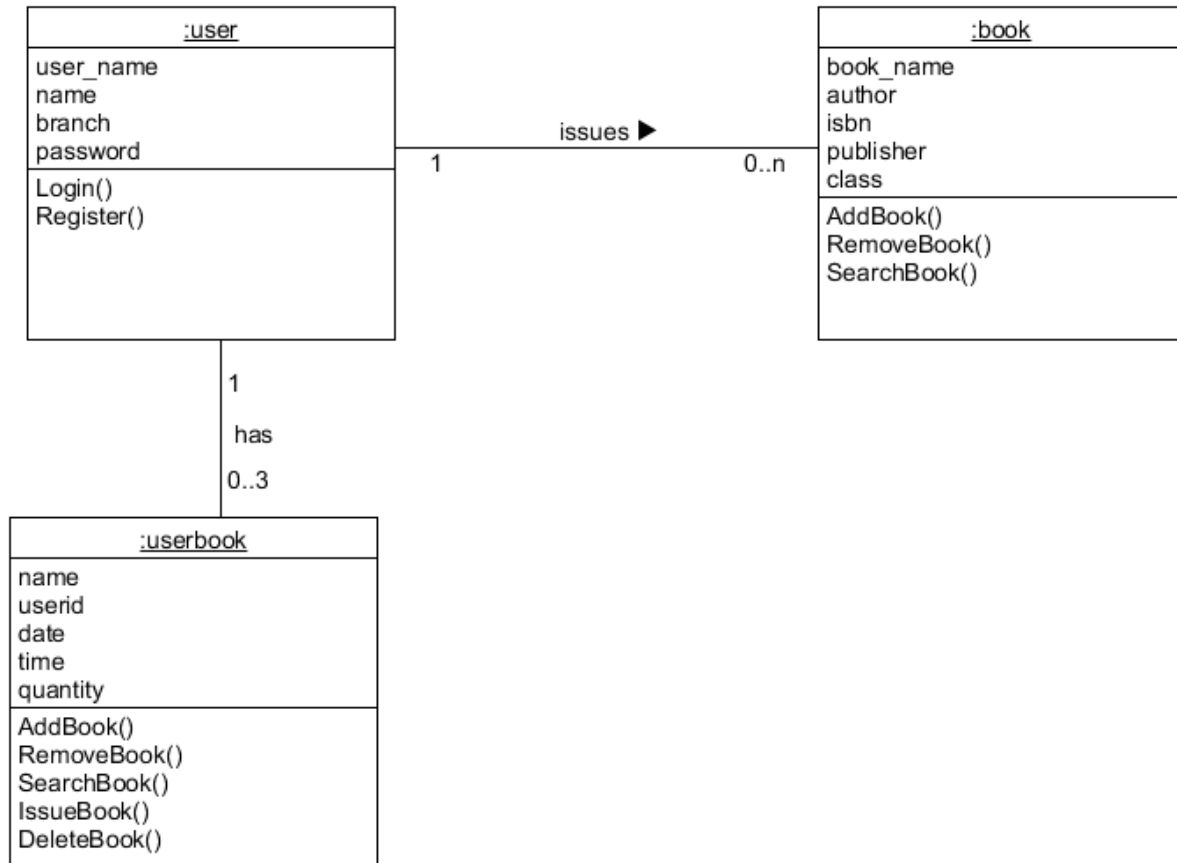 :user
user_name
name
branch
password
Login()
Register()
issues ▶
1
0..n
:book
book_name
author
isbn
publisher
class
AddBook()
RemoveBook()
SearchBook()
1
has
0..3
:userbook
name
userid
date
time
quantity
AddBook()
RemoveBook()
SearchBook()
IssueBook()
DeleteBook()